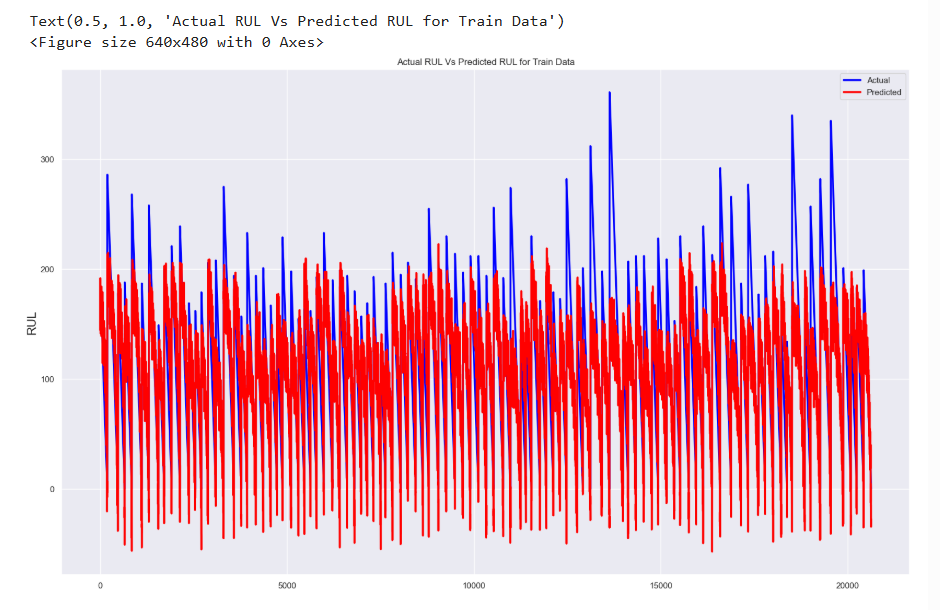 Text(0.5, 1.0, 'Actual RUL Vs Predicted RUL for Train Data')
<Figure size 640x480 with 0 Axes>
Actual RUL Vs Predicted RUL for Train Data
Actual
Predicted
300
200
100
0
RUL
0
5000
10000
15000
20000